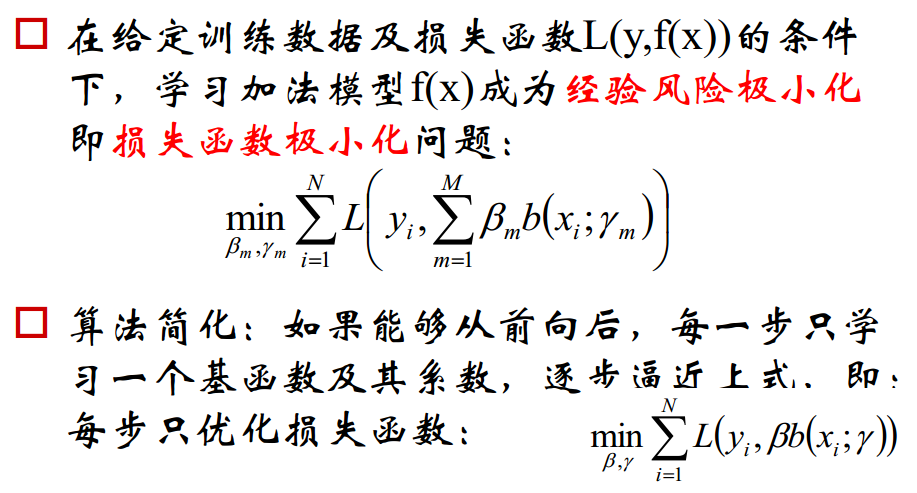 在给定训练数据及损失函数L(y,f(x))的条件
下，学习加法模型f(x)成为经验风险极小化
即损失函数极小化问题：
\min_{\beta_m,\gamma_m} \sum_{i=1}^{N} L\left( y_i, \sum_{m=1}^{M} \beta_m b(x_i;\gamma_m) \right)
算法简化：如果能够从前向后，每一步只学
习一个基函数及其系数，逐步逼近上式，即：
每步只优化损失函数：
\min_{\beta,\gamma} \sum_{i=1}^{N} L(y_i, \beta b(x_i;\gamma))